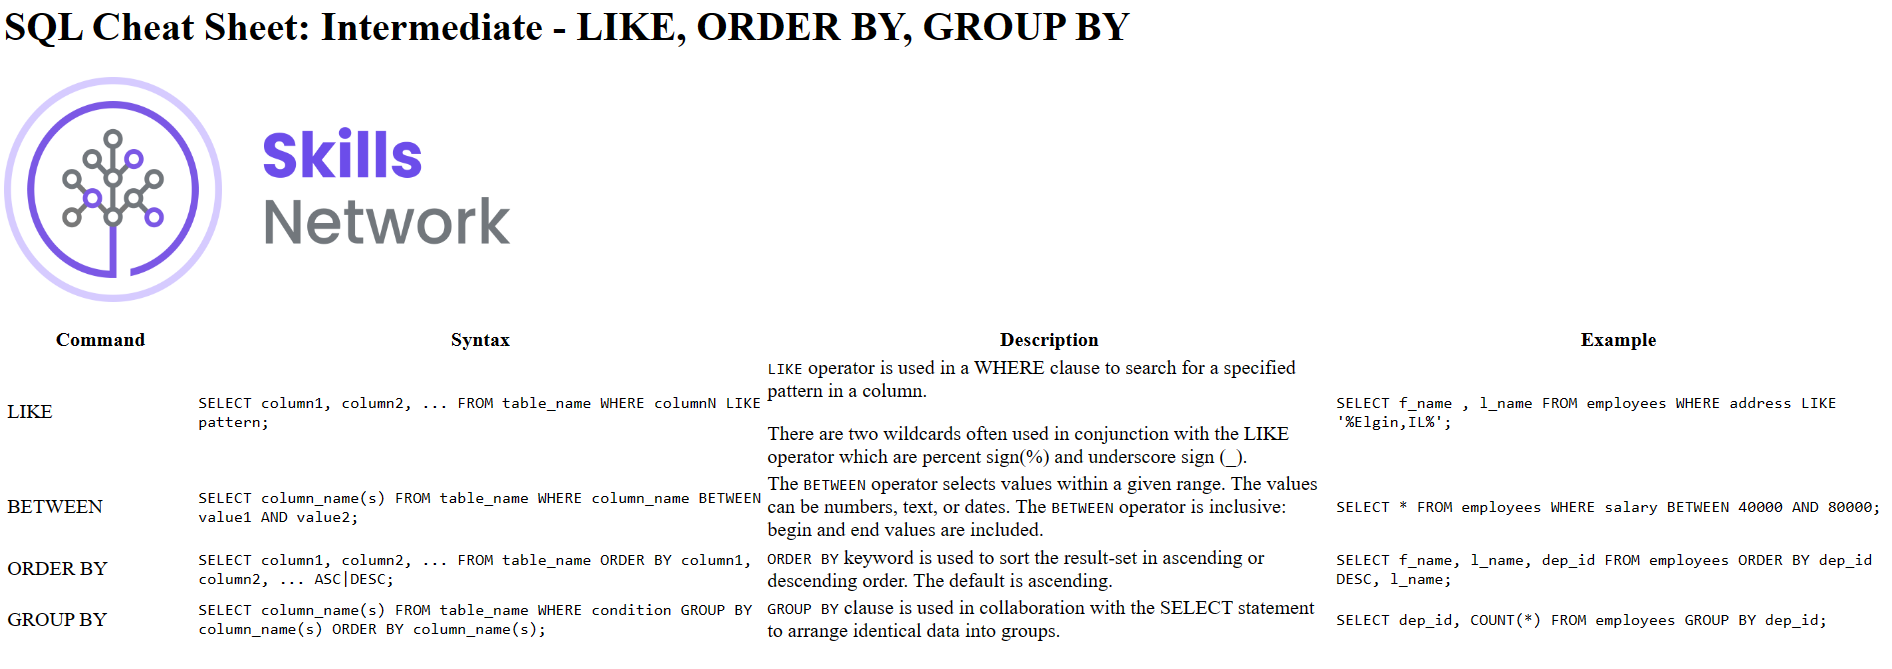 SQL Cheat Sheet: Intermediate - LIKE, ORDER BY, GROUP BY
Skills
Network
Command Syntax Description Example
LIKE
SELECT column1, column2, ... FROM table_name WHERE columnN LIKE
pattern;
LIKE operator is used in a WHERE clause to search for a specified
pattern in a column.
There are two wildcards often used in conjunction with the LIKE
operator which are percent sign(%) and underscore sign (_).
SELECT f_name , l_name FROM employees WHERE address LIKE
'%Elgin,IL%';
BETWEEN
SELECT column_name(s) FROM table_name WHERE column_name BETWEEN
value1 AND value2;
The BETWEEN operator selects values within a given range. The values
can be numbers, text, or dates. The BETWEEN operator is inclusive:
begin and end values are included.
SELECT * FROM employees WHERE salary BETWEEN 40000 AND 80000;
ORDER BY
SELECT column1, column2, ... FROM table_name ORDER BY column1,
column2, ... ASC|DESC;
ORDER BY keyword is used to sort the result-set in ascending or
descending order. The default is ascending.
SELECT f_name, l_name, dep_id FROM employees ORDER BY dep_id
DESC, l_name;
GROUP BY
SELECT column_name(s) FROM table_name WHERE condition GROUP BY
column_name(s) ORDER BY column_name(s);
GROUP BY clause is used in collaboration with the SELECT statement
to arrange identical data into groups.
SELECT dep_id, COUNT(*) FROM employees GROUP BY dep_id;